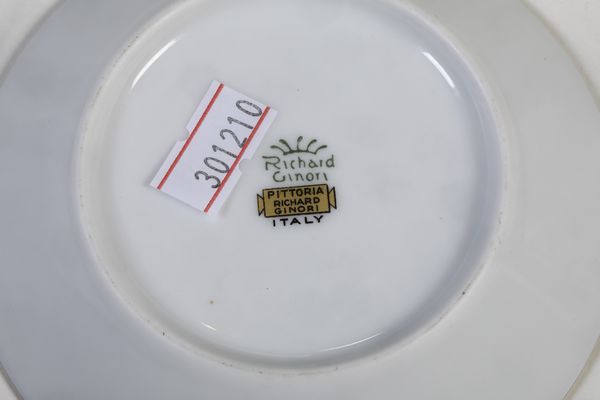 301210
Richard
Ginori
PITTORIA
RICHARD
GINORI
ITALY